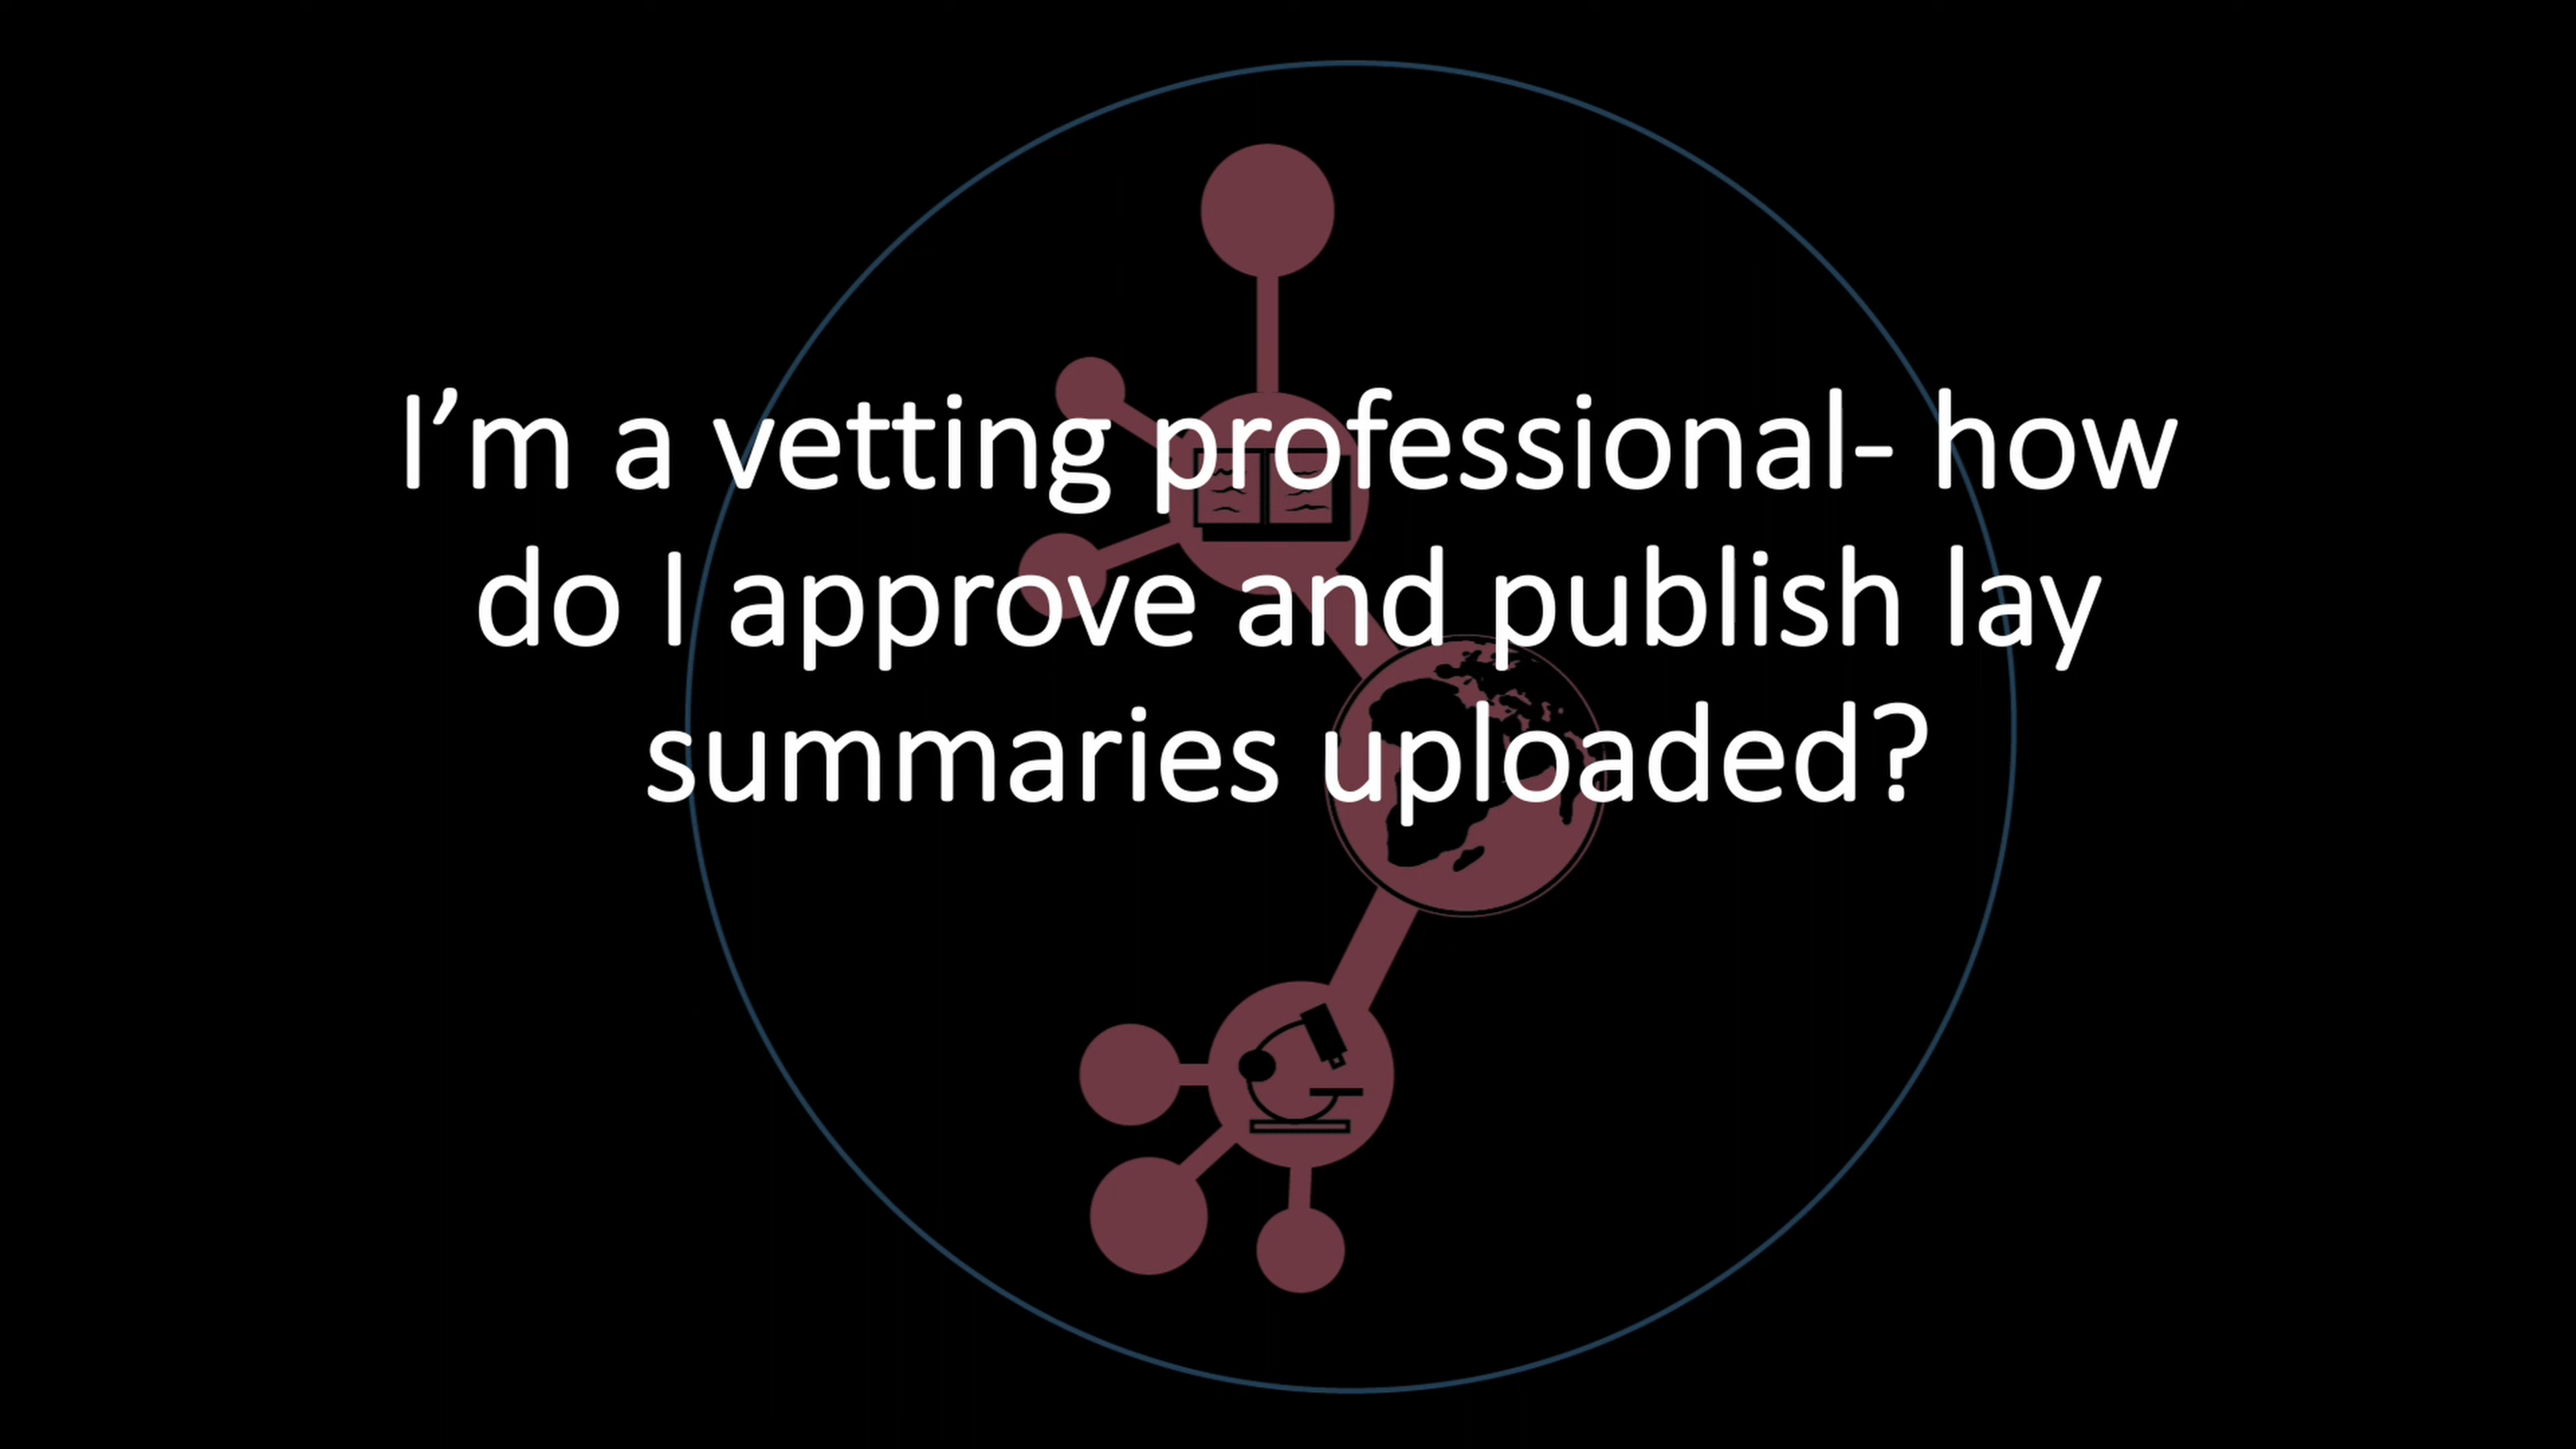 I’m a vetting professional- how
do I approve and publish lay
summaries uploaded?